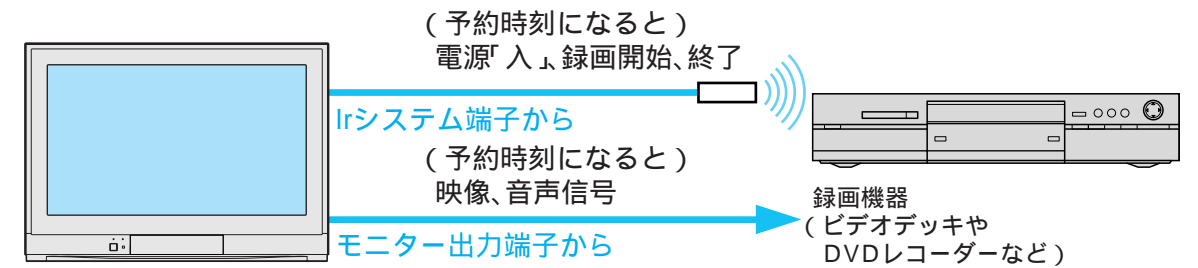 （予約時刻になると）
電源「入」、録画開始、終了
Irシステム端子から
（予約時刻になると）
映像、音声信号
モニター出力端子から
録画機器
（ビデオデッキや
DVDレコーダーなど）